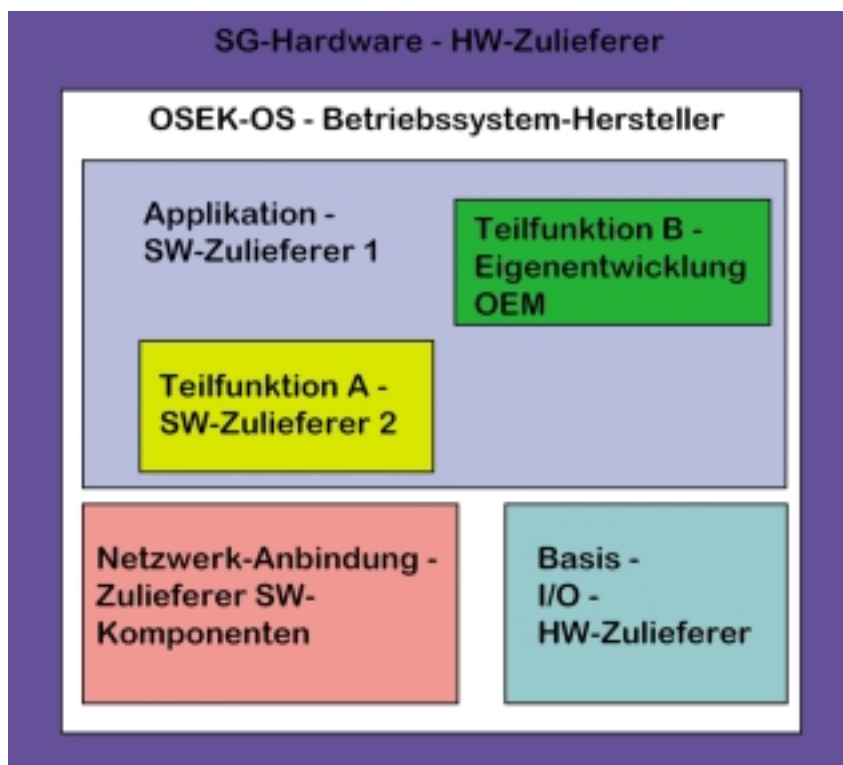 SG-Hardware - HW-Zulieferer
OSEK-OS - Betriebssystem-Hersteller
Applikation -
SW-Zulieferer 1
Teilfunktion B -
Eigenentwicklung
OEM
Teilfunktion A -
SW-Zulieferer 2
Netzwerk-Anbindung -
Zulieferer SW-
Komponenten
Basis -
I/O -
HW-Zulieferer